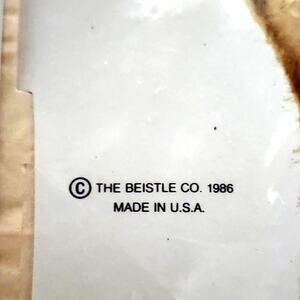 © THE BEISTLE CO. 1986
MADE IN U.S.A.